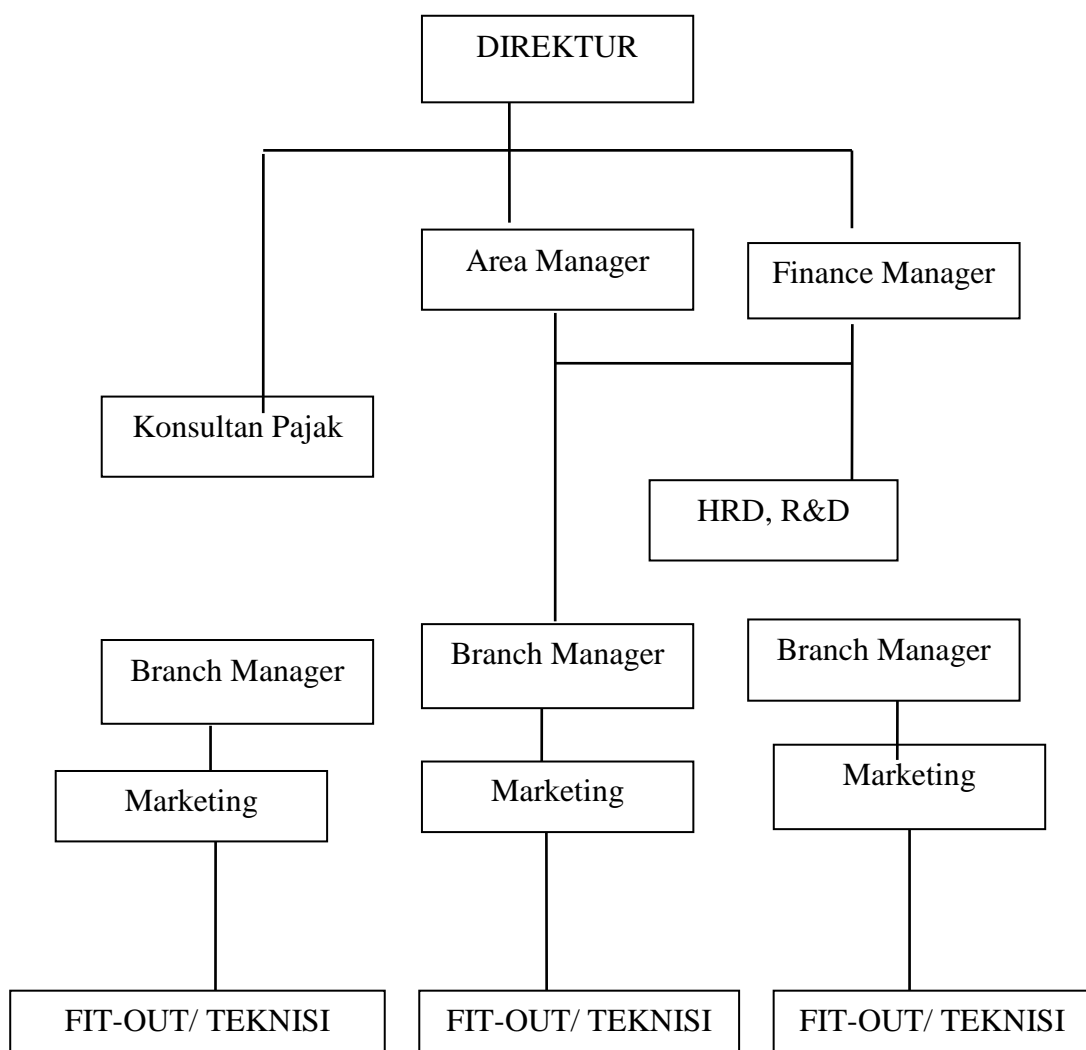 DIREKTUR
Area Manager
Finance Manager
Konsultan Pajak
HRD, R&D
Branch Manager
Branch Manager
Branch Manager
Marketing
Marketing
Marketing
FIT-OUT/ TEKNISI
FIT-OUT/ TEKNISI
FIT-OUT/ TEKNISI